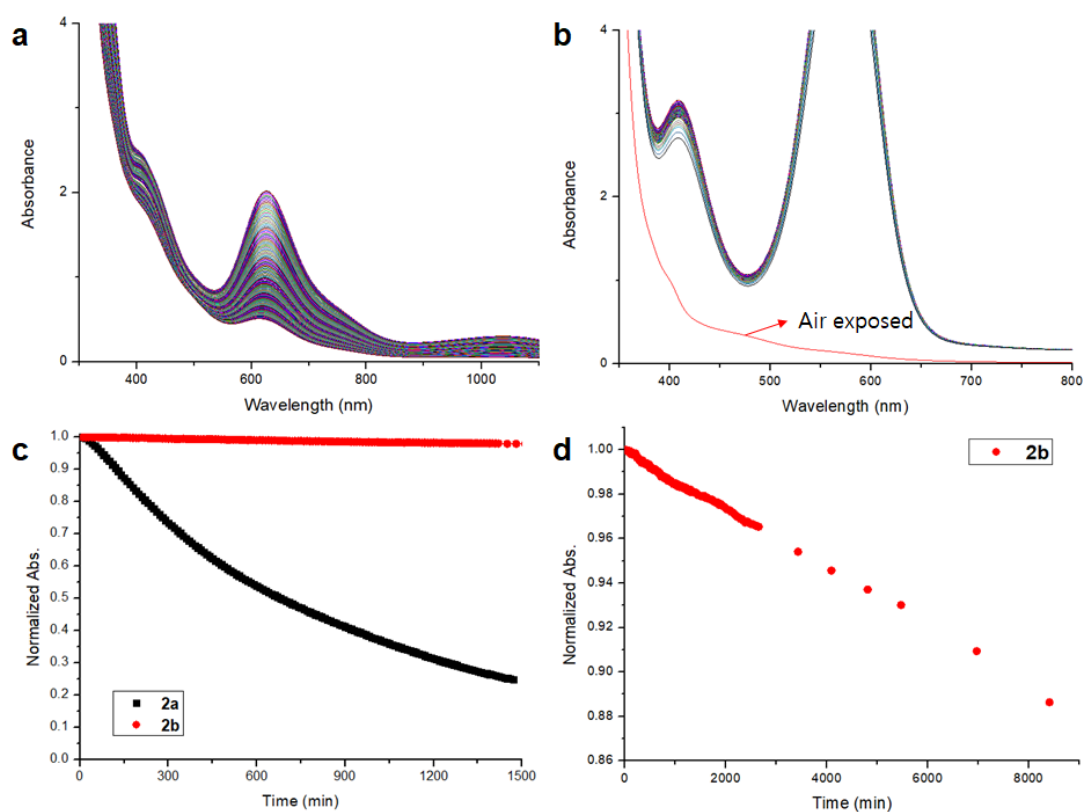 a
4
2
0
Absorbance
400
600
800
1000
Wavelength (nm)
b
4
2
0
Absorbance
Air exposed
400
500
600
700
800
Wavelength (nm)
c
1.0
0.9
0.8
0.7
0.6
0.5
0.4
0.3
0.2
0.1
0.0
Normalized Abs.
2a
2b
0
300
600
900
1200
1500
Time (min)
d
2b
1.00
0.98
0.96
0.94
0.92
0.90
0.88
0.86
Normalized Abs.
0
2000
4000
6000
8000
Time (min)